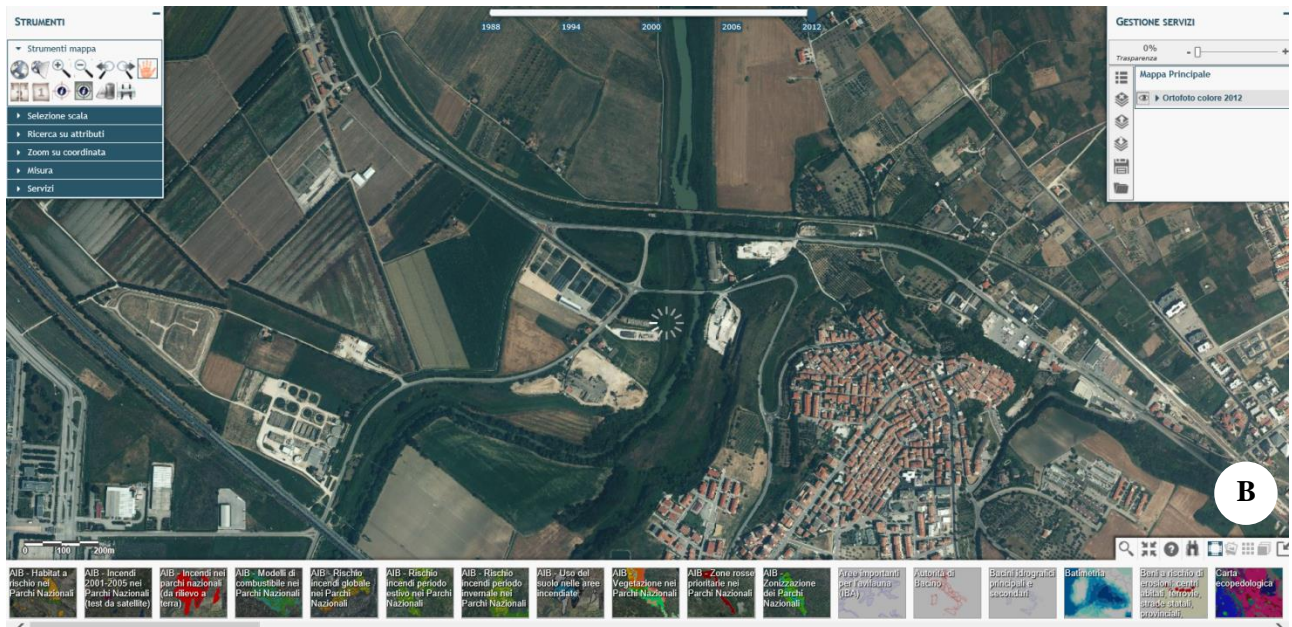 STRUMENTI
Strumenti mappa
Selezione scala
Ricerca su attributi
Zoom su coordinata
Misura
Servizi
1988
1994
2000
2006
2012
GESTIONE SERVIZI
0%
Trasparenza
-
+
Mappa Principale
Ortofoto colore 2012
B
0
100
200m
AIB - Habitat a
rischio nei
Parchi Nazionali
AIB - Incendi
2001-2005 nei
Parchi Nazionali
(test da satellite)
AIB - Incendi nei
parchi nazionali
(da rilievo a
terra)
AIB - Modelli di
combustibile nei
Parchi Nazionali
AIB - Rischio
incendi globale
nei Parchi
Nazionali
AIB - Rischio
incendi periodo
estivo nei Parchi
Nazionali
AIB - Rischio
incendi periodo
invernale nei
Parchi Nazionali
AIB - Uso del
suolo nelle aree
incendiate
AIB -
Vegetazione nei
Parchi Nazionali
AIB - Zone rosse
prioritarie nei
Parchi Nazionali
AIB -
Zonizzazione
dei Parchi
Nazionali
Aree importanti
per l'avifauna
(IBA)
Autorità di
Bacino
Bacini idrografici
principali e
secondari
Batimetria
Beni a rischio di
erosioni, centri
abitati, ferrovie,
strade statali,
provinciali,
Carta
ecopedologica